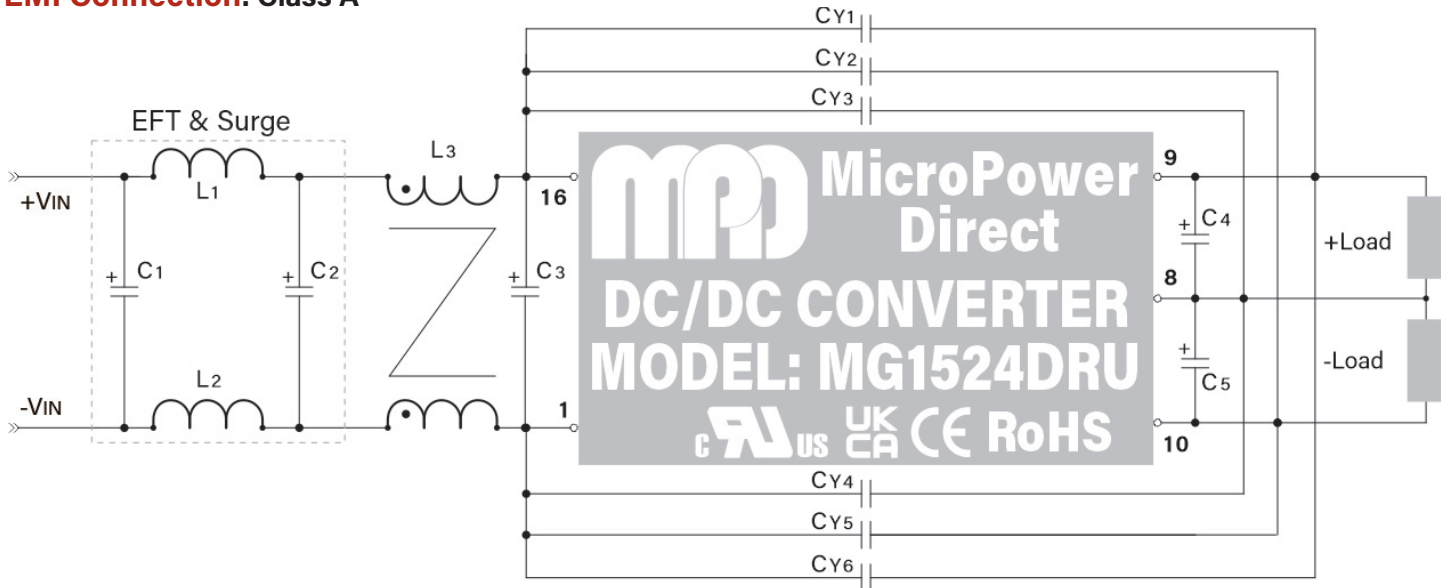 EMI Connection: Class A
CY1
CY2
CY3
EFT & Surge
L3
L1
+VIN
16
9
MPD MicroPower
Direct
C4
+Load
C1
C2
C3
8
DC/DC CONVERTER
MODEL: MG1524DRU
-Load
C5
L2
-VIN
1
10
C RU US UK
CA CE RoHS
CY4
CY5
CY6
+
+
+
+
+